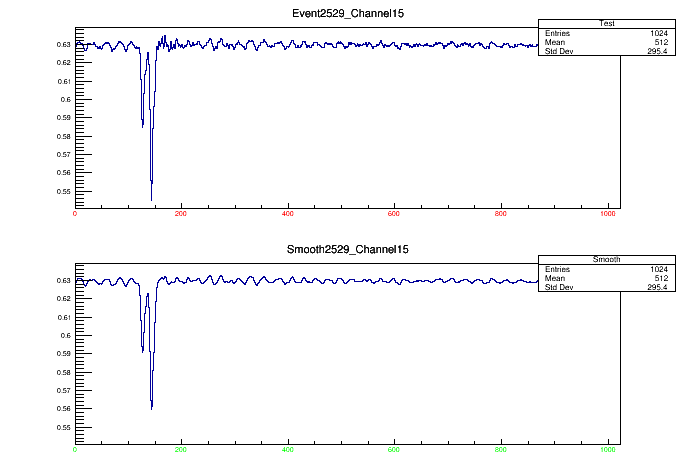 Event2529_Channel15
Test
Entries 1024
Mean 512
Std Dev 295.4
0.63
0.62
0.61
0.6
0.59
0.58
0.57
0.56
0.55
0 200 400 600 800 1000
Smooth2529_Channel15
Smooth
Entries 1024
Mean 512
Std Dev 295.4
0.63
0.62
0.61
0.6
0.59
0.58
0.57
0.56
0.55
0 200 400 600 800 1000